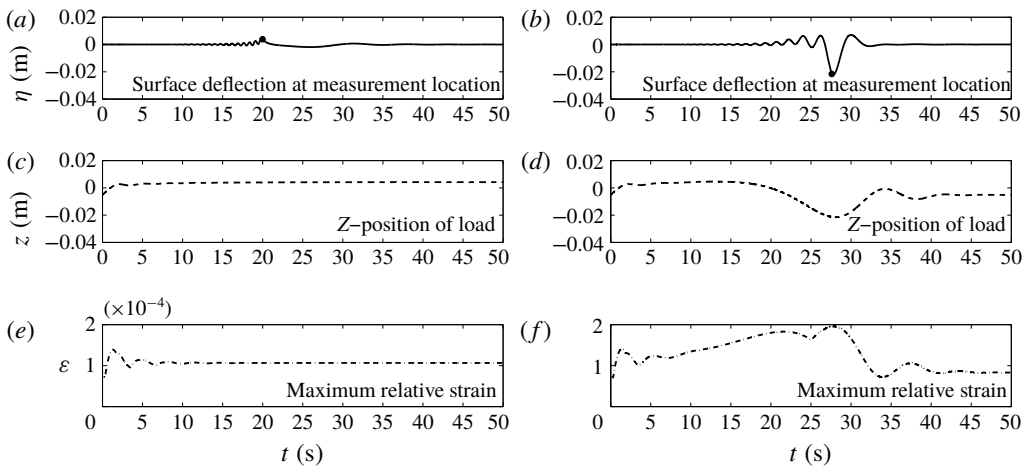 (a) 0.02 (b) 0.02
η (m) 0 0
−0.02 −0.02
Surface deflection at measurement location Surface deflection at measurement location
−0.04 −0.04
0 5 10 15 20 25 30 35 40 45 50 0 5 10 15 20 25 30 35 40 45 50
(c) 0.02 (d) 0.02
z (m) 0 0
−0.02 −0.02
Z−position of load Z−position of load
−0.04 −0.04
0 5 10 15 20 25 30 35 40 45 50 0 5 10 15 20 25 30 35 40 45 50
(×10−4)
(e) 2 (f) 2
ε 1 1
Maximum relative strain Maximum relative strain
0 5 10 15 20 25 30 35 40 45 50 0 5 10 15 20 25 30 35 40 45 50
t (s) t (s)